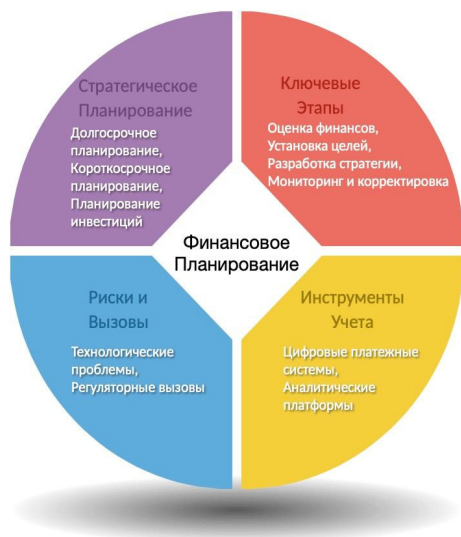 Стратегическое
Планирование
Долгосрочное
планирование,
Короткосрочное
планирование,
Планирование
инвестиций
Ключевые
Этапы
Оценка финансов,
Установка целей,
Разработка стратегии,
Мониторинг и корректировка
Финансовое
Планирование
Риски и
Вызовы
Технологические
проблемы,
Регуляторные вызовы
Инструменты
Учета
Цифровые платежные
системы,
Аналитические
платформы